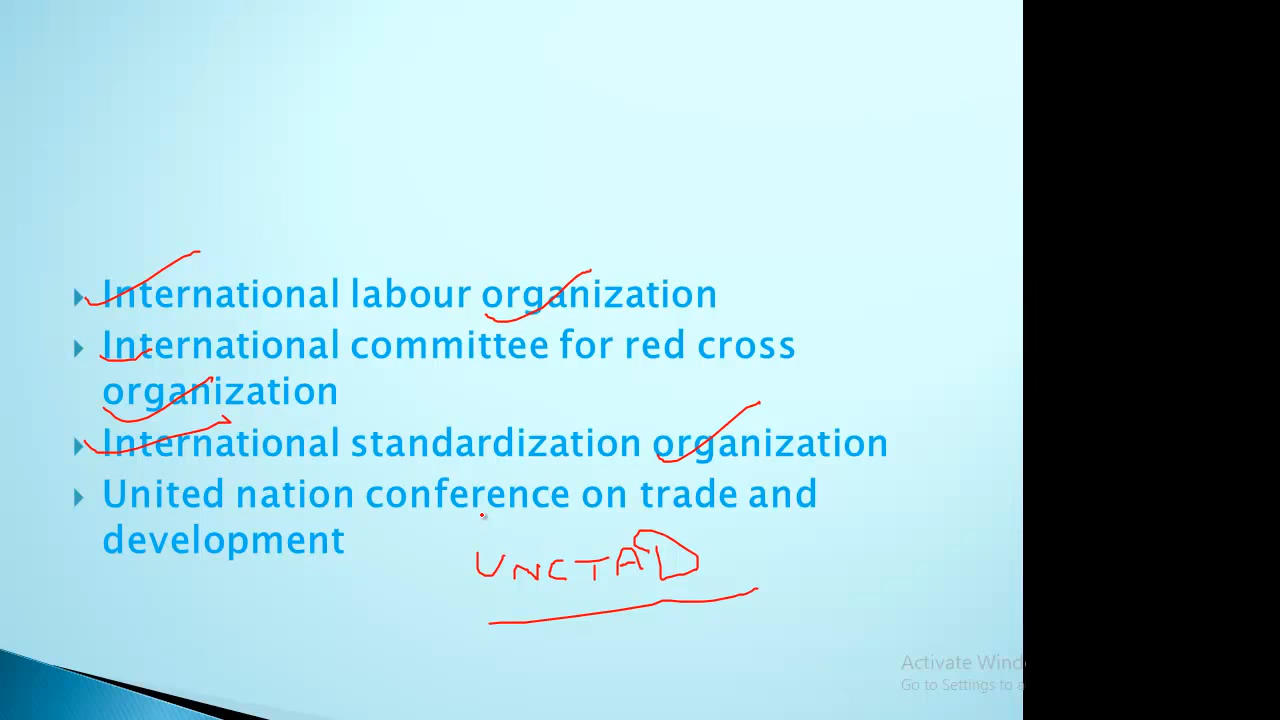 International labour organization
International committee for red cross
organization
International standardization organization
United nation conference on trade and
development
UNCTAD
Activate Wind
Go to Settings to a